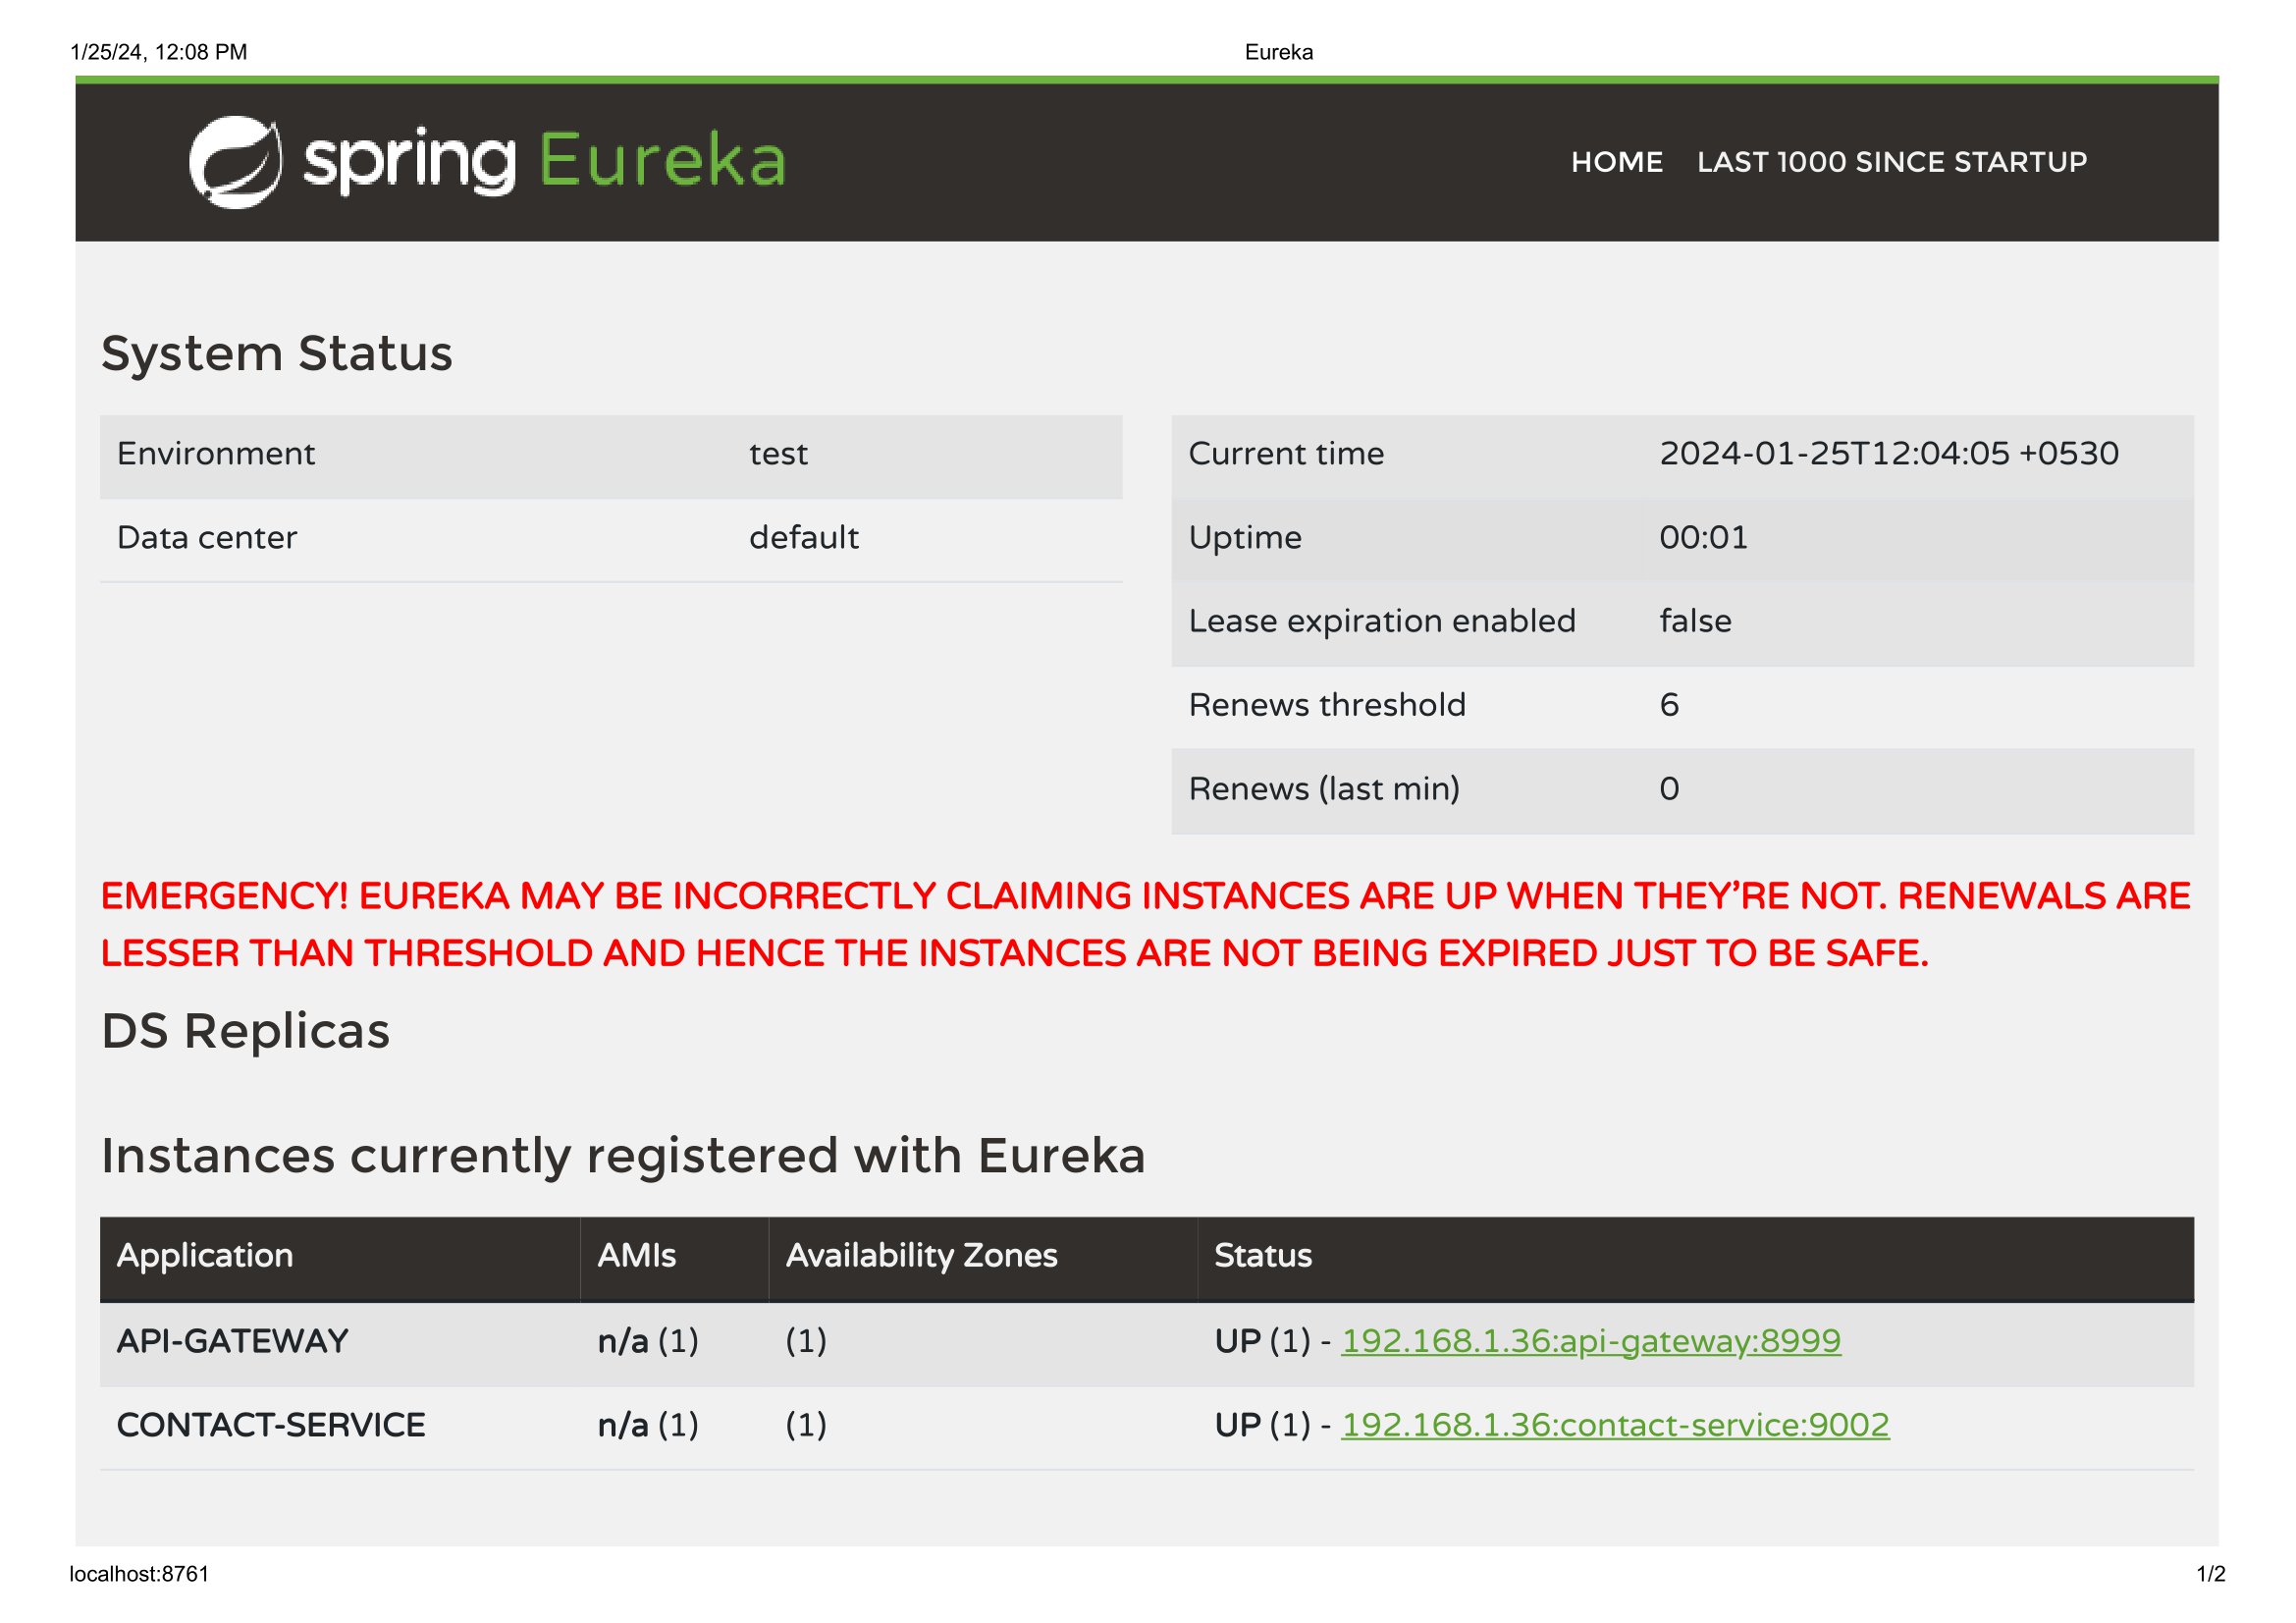 1/25/24, 12:08 PM Eureka
spring Eureka HOME LAST 1000 SINCE STARTUP
System Status
Environment test
Data center default
Current time 2024-01-25T12:04:05 +0530
Uptime 00:01
Lease expiration enabled false
Renews threshold 6
Renews (last min) 0
EMERGENCY! EUREKA MAY BE INCORRECTLY CLAIMING INSTANCES ARE UP WHEN THEY’RE NOT. RENEWALS ARE
LESSER THAN THRESHOLD AND HENCE THE INSTANCES ARE NOT BEING EXPIRED JUST TO BE SAFE.
DS Replicas
Instances currently registered with Eureka
Application AMIs Availability Zones Status
API-GATEWAY n/a (1) (1) UP (1) - 192.168.1.36:api-gateway:8999
CONTACT-SERVICE n/a (1) (1) UP (1) - 192.168.1.36:contact-service:9002
localhost:8761 1/2